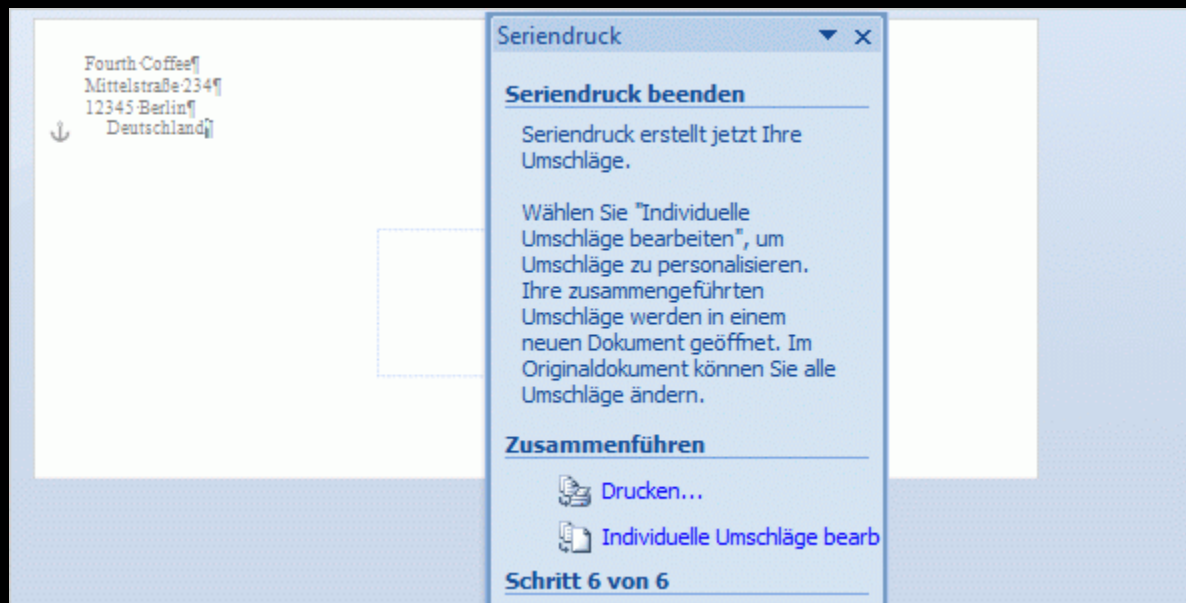 Fourth Coffee¶
Mittelstraße 234¶
12345 Berlin¶
Deutschland¶
Seriendruck
Seriendruck beenden
Seriendruck erstellt jetzt Ihre
Umschläge.
Wählen Sie "Individuelle
Umschläge bearbeiten", um
Umschläge zu personalisieren.
Ihre zusammengeführten
Umschläge werden in einem
neuen Dokument geöffnet. Im
Originaldokument können Sie alle
Umschläge ändern.
Zusammenführen
Drucken...
Individuelle Umschläge bearb
Schritt 6 von 6